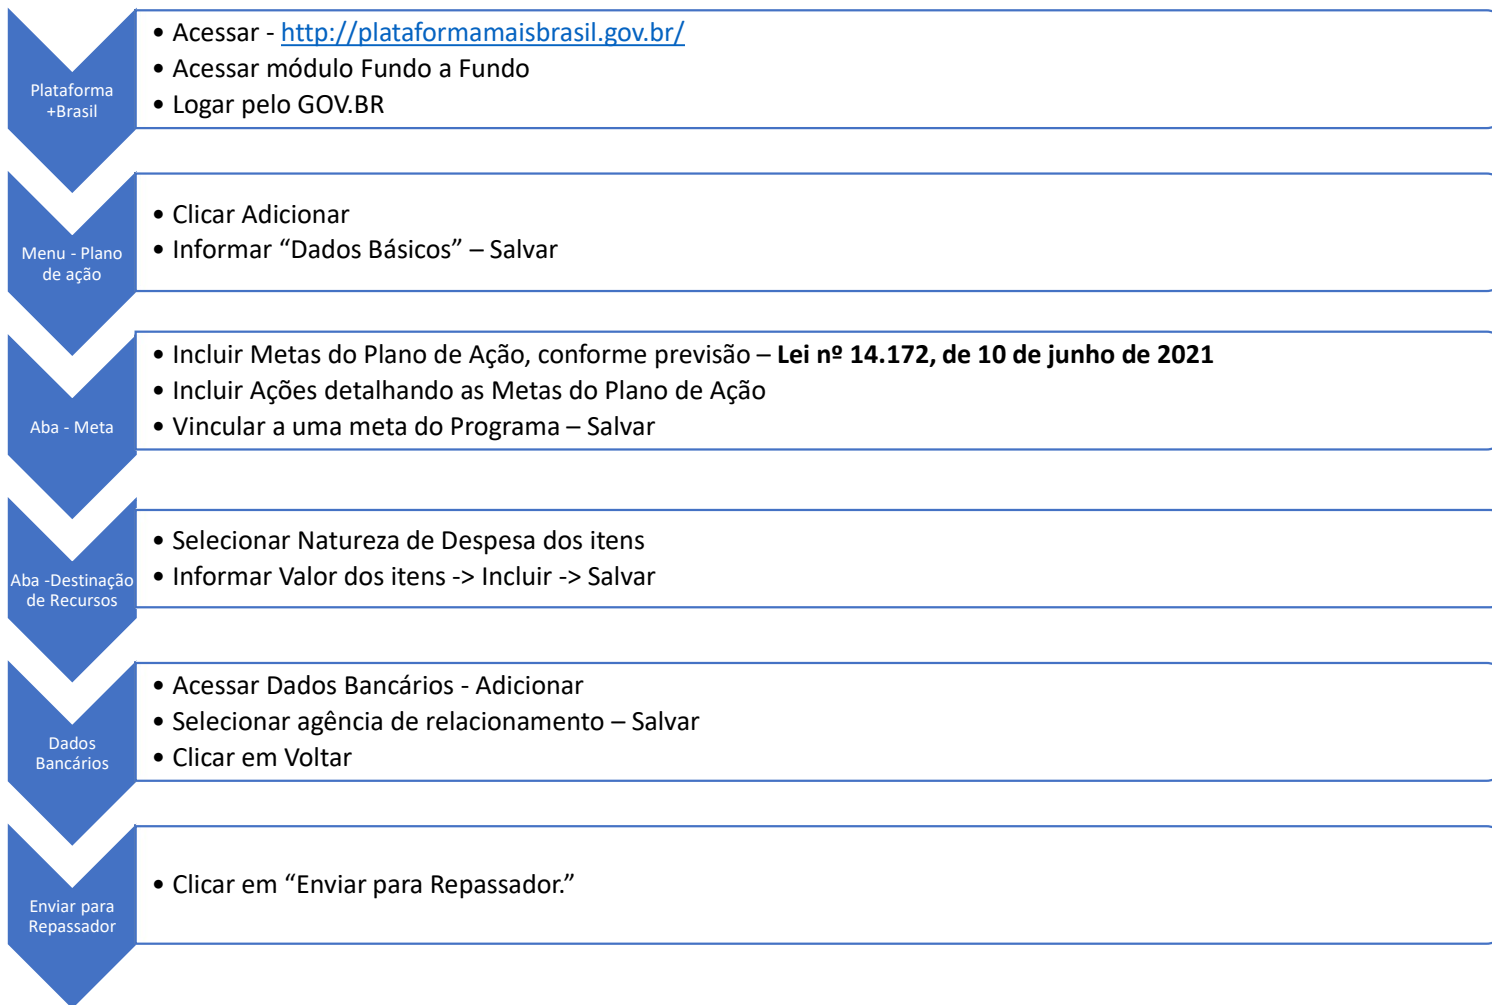 Plataforma
+Brasil
• Acessar - http://plataformamaisbrasil.gov.br/
• Acessar módulo Fundo a Fundo
• Logar pelo GOV.BR
Menu - Plano
de ação
• Clicar Adicionar
• Informar “Dados Básicos” – Salvar
Aba - Meta
• Incluir Metas do Plano de Ação, conforme previsão – Lei nº 14.172, de 10 de junho de 2021
• Incluir Ações detalhando as Metas do Plano de Ação
• Vincular a uma meta do Programa – Salvar
Aba -Destinação
de Recursos
• Selecionar Natureza de Despesa dos itens
• Informar Valor dos itens -> Incluir -> Salvar
Dados
Bancários
• Acessar Dados Bancários - Adicionar
• Selecionar agência de relacionamento – Salvar
• Clicar em Voltar
Enviar para
Repassador
• Clicar em “Enviar para Repassador.”